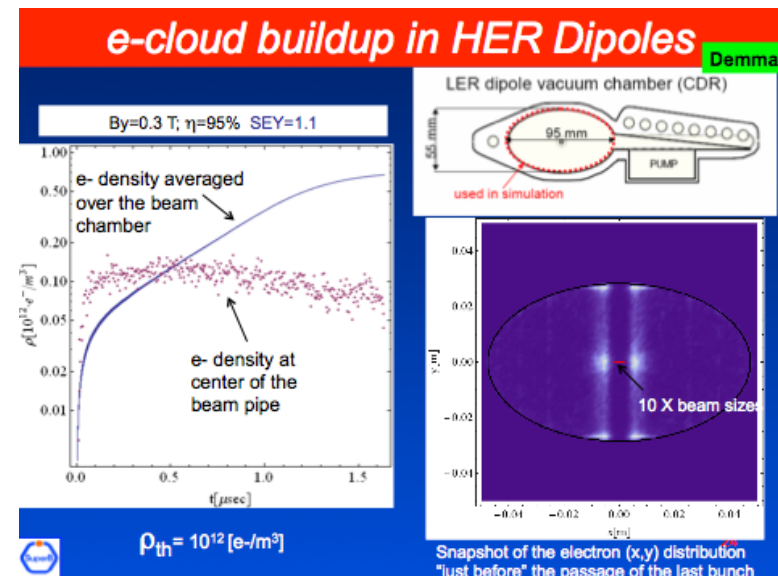 e-cloud buildup in HER Dipoles
Demma
By=0.3 T; η=95% SEY=1.1
LER dipole vacuum chamber (CDR)
55 mm
95 mm
PUMP
used in simulation
1.00
0.50
0.20
0.10
0.05
0.01
ρ[10¹²·e⁻/m³]
e- density averaged
over the beam
chamber
e- density at
center of the
beam pipe
0.0
0.5
1.0
1.5
t[μsec]
0.04
0.02
0.00
-0.02
-0.01
y[m]
10 X beam sizes
-0.04
-0.02
0.00
0.02
0.01
x[m]
ρth= 10¹² [e-/m³]
SuperB
Snapshot of the electron (x,y) distribution
"just before" the passage of the last bunch